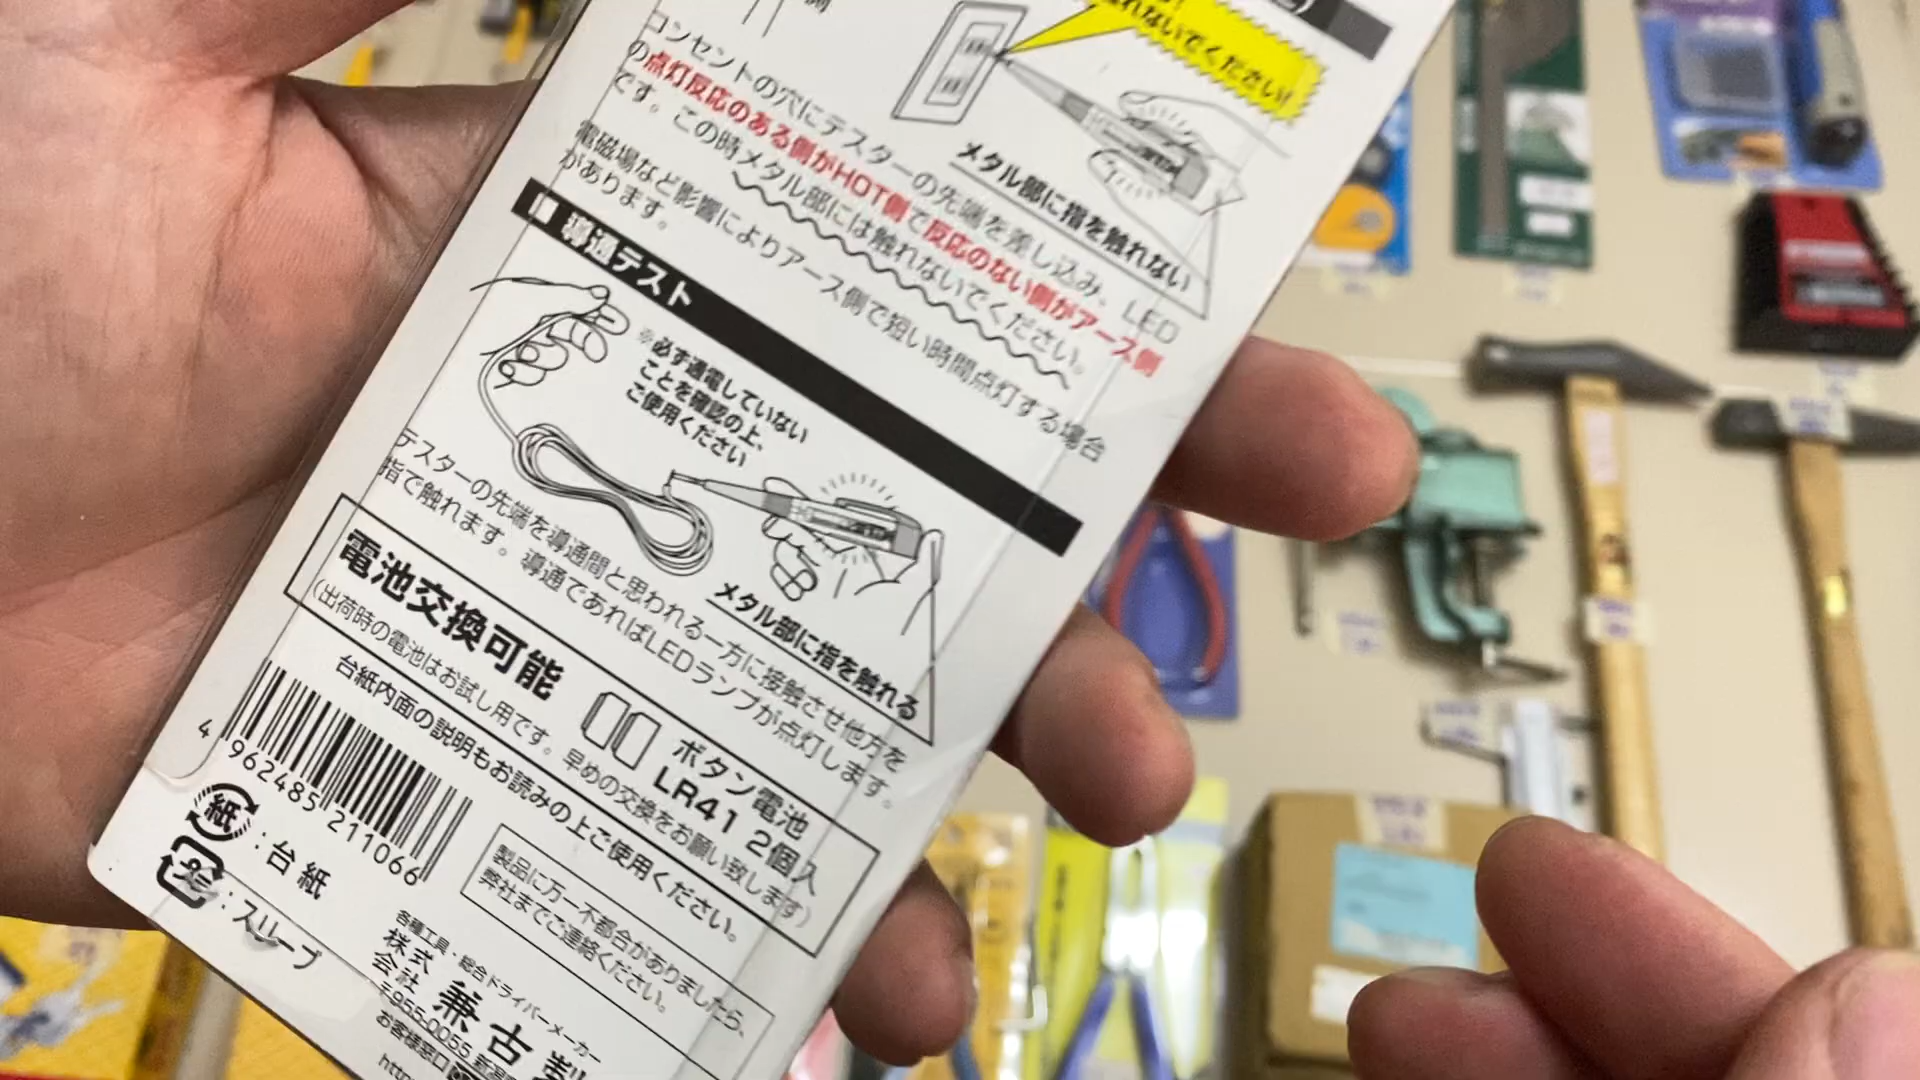 れないでください!
コンセントの穴にテスターの先端を差し込み、LED
の点灯反応のある側がHOT側で反応のない側がアース側
です。この時メタル部には触れないでください。
電磁場など影響によりアース側で短い時間点灯する場合
があります。
メタル部に指を触れない
導通テスト
※必ず通電していない
ことを確認の上、
ご使用ください
メタル部に指を触れる
テスターの先端を導通間と思われる一方に接触させ他方を
指で触れます。導通であればLEDランプが点灯します。
電池交換可能
ボタン電池
LR41 2個入
(出荷時の電池はお試し用です。早めの交換をお願い致します)
台紙内面の説明もお読みの上ご使用ください。
4 962485 211066
紙:台紙
プラ:スリーブ
製品に万一不都合がありましたら、
弊社までご連絡ください。
各種工具・総合ドライバーメーカー
株式会社 兼古製
〒955-0055 新潟
お客様窓口
http